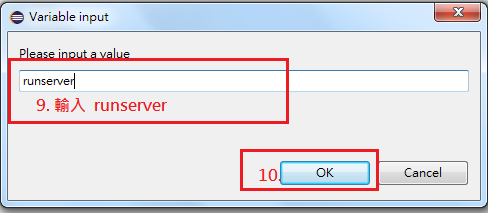 Variable input
Please input a value
runserver
9. 輸入 runserver
10. OK Cancel